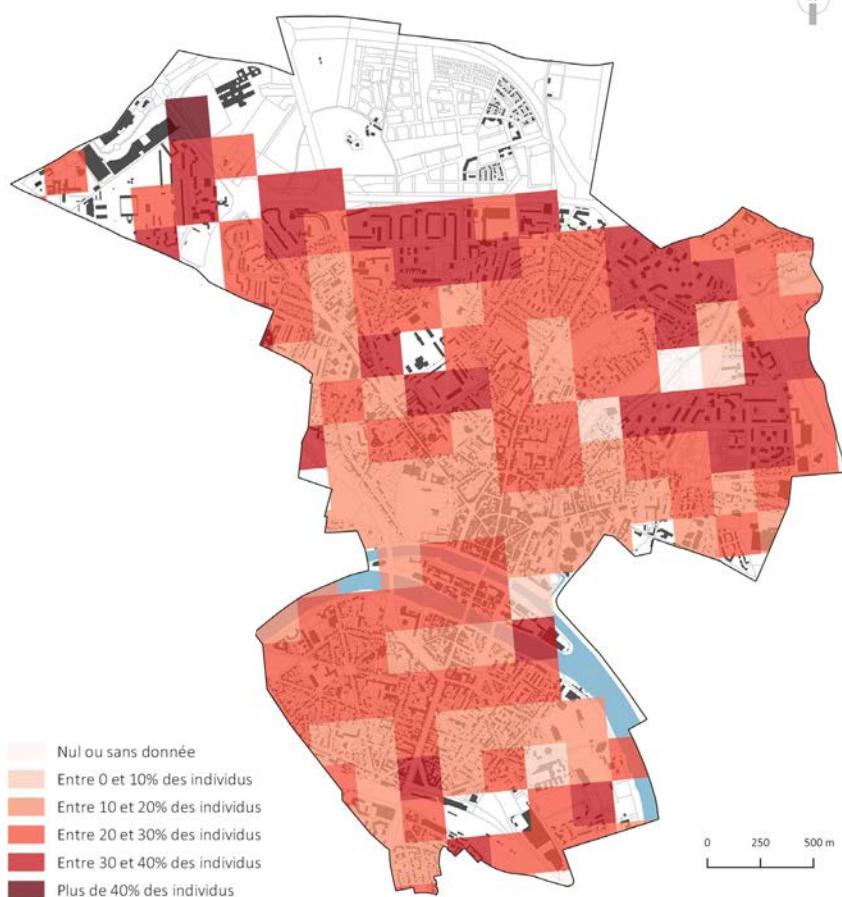 Nul ou sans donnée
Entre 0 et 10% des individus
Entre 10 et 20% des individus
Entre 20 et 30% des individus
Entre 30 et 40% des individus
Plus de 40% des individus
0 250 500 m